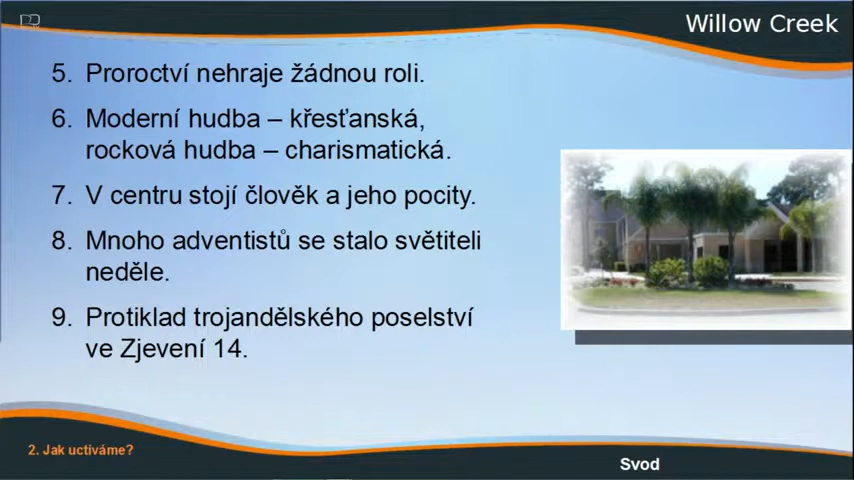 Willow Creek
5. Proroctví nehraje žádnou roli.
6. Moderní hudba – křesťanská,
rocková hudba – charismatická.
7. V centru stojí člověk a jeho pocity.
8. Mnoho adventistů se stalo světiteli
neděle.
9. Protiklad trojandělského poselství
ve Zjevení 14.
2. Jak uctíváme?
Svod